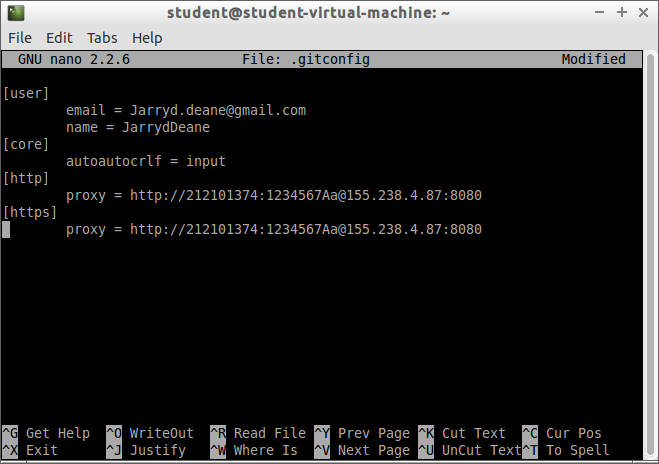 student@student-virtual-machine: ~
File Edit Tabs Help
GNU nano 2.2.6 File: .gitconfig Modified
[user]
email = Jarryd.deane@gmail.com
name = JarrydDeane
[core]
autoautocrlf = input
[http]
proxy = http://212101374:1234567Aa@155.238.4.87:8080
[https]
proxy = http://212101374:1234567Aa@155.238.4.87:8080
^G Get Help ^O WriteOut ^R Read File ^Y Prev Page ^K Cut Text ^C Cur Pos
^X Exit ^J Justify ^W Where Is ^V Next Page ^U UnCut Text ^T To Spell